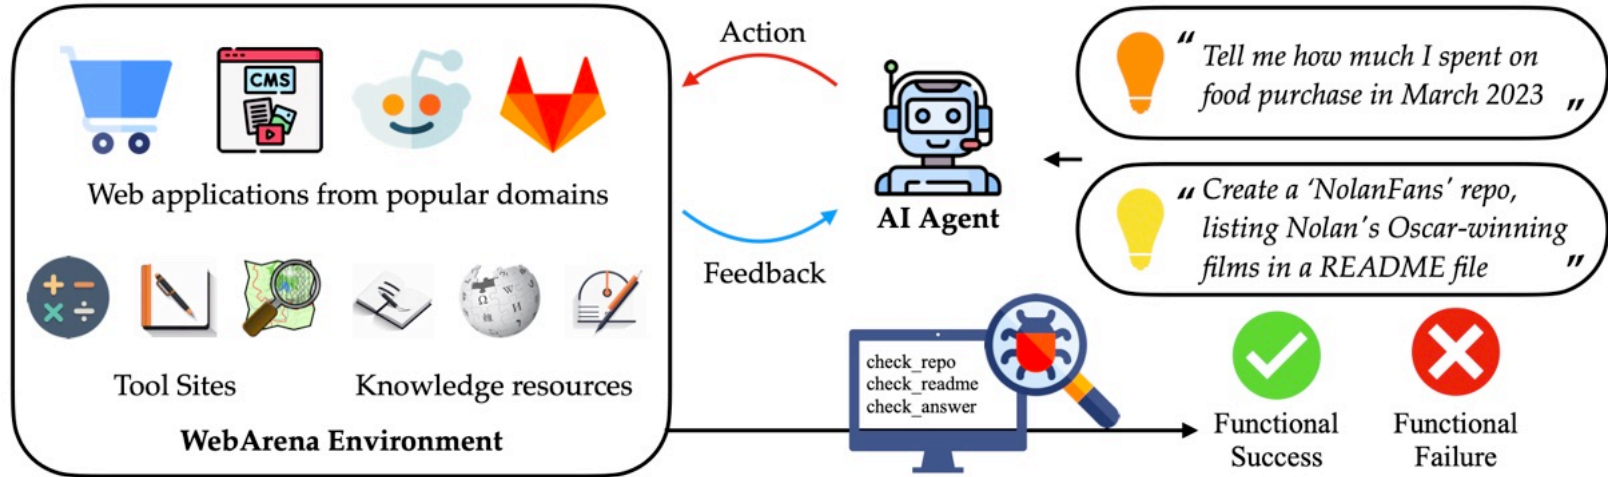 CMS
Web applications from popular domains
Tool Sites
Knowledge resources
WebArena Environment
Action
Feedback
AI Agent
“ Tell me how much I spent on
food purchase in March 2023 ”
“ Create a ‘NolanFans’ repo,
listing Nolan’s Oscar-winning
films in a README file ”
check_repo
check_readme
check_answer
Functional
Success
Functional
Failure